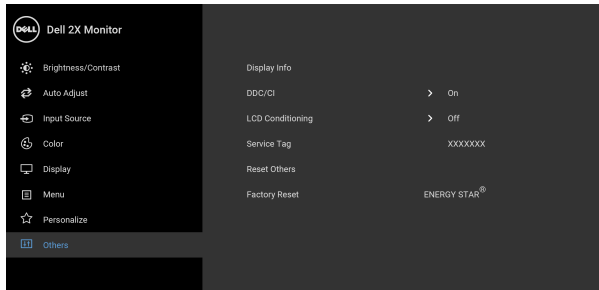 DELL Dell 2X Monitor
Brightness/Contrast
Auto Adjust
Input Source
Color
Display
Menu
Personalize
Others
Display Info
DDC/CI > On
LCD Conditioning > Off
Service Tag XXXXXXX
Reset Others
Factory Reset ENERGY STAR®